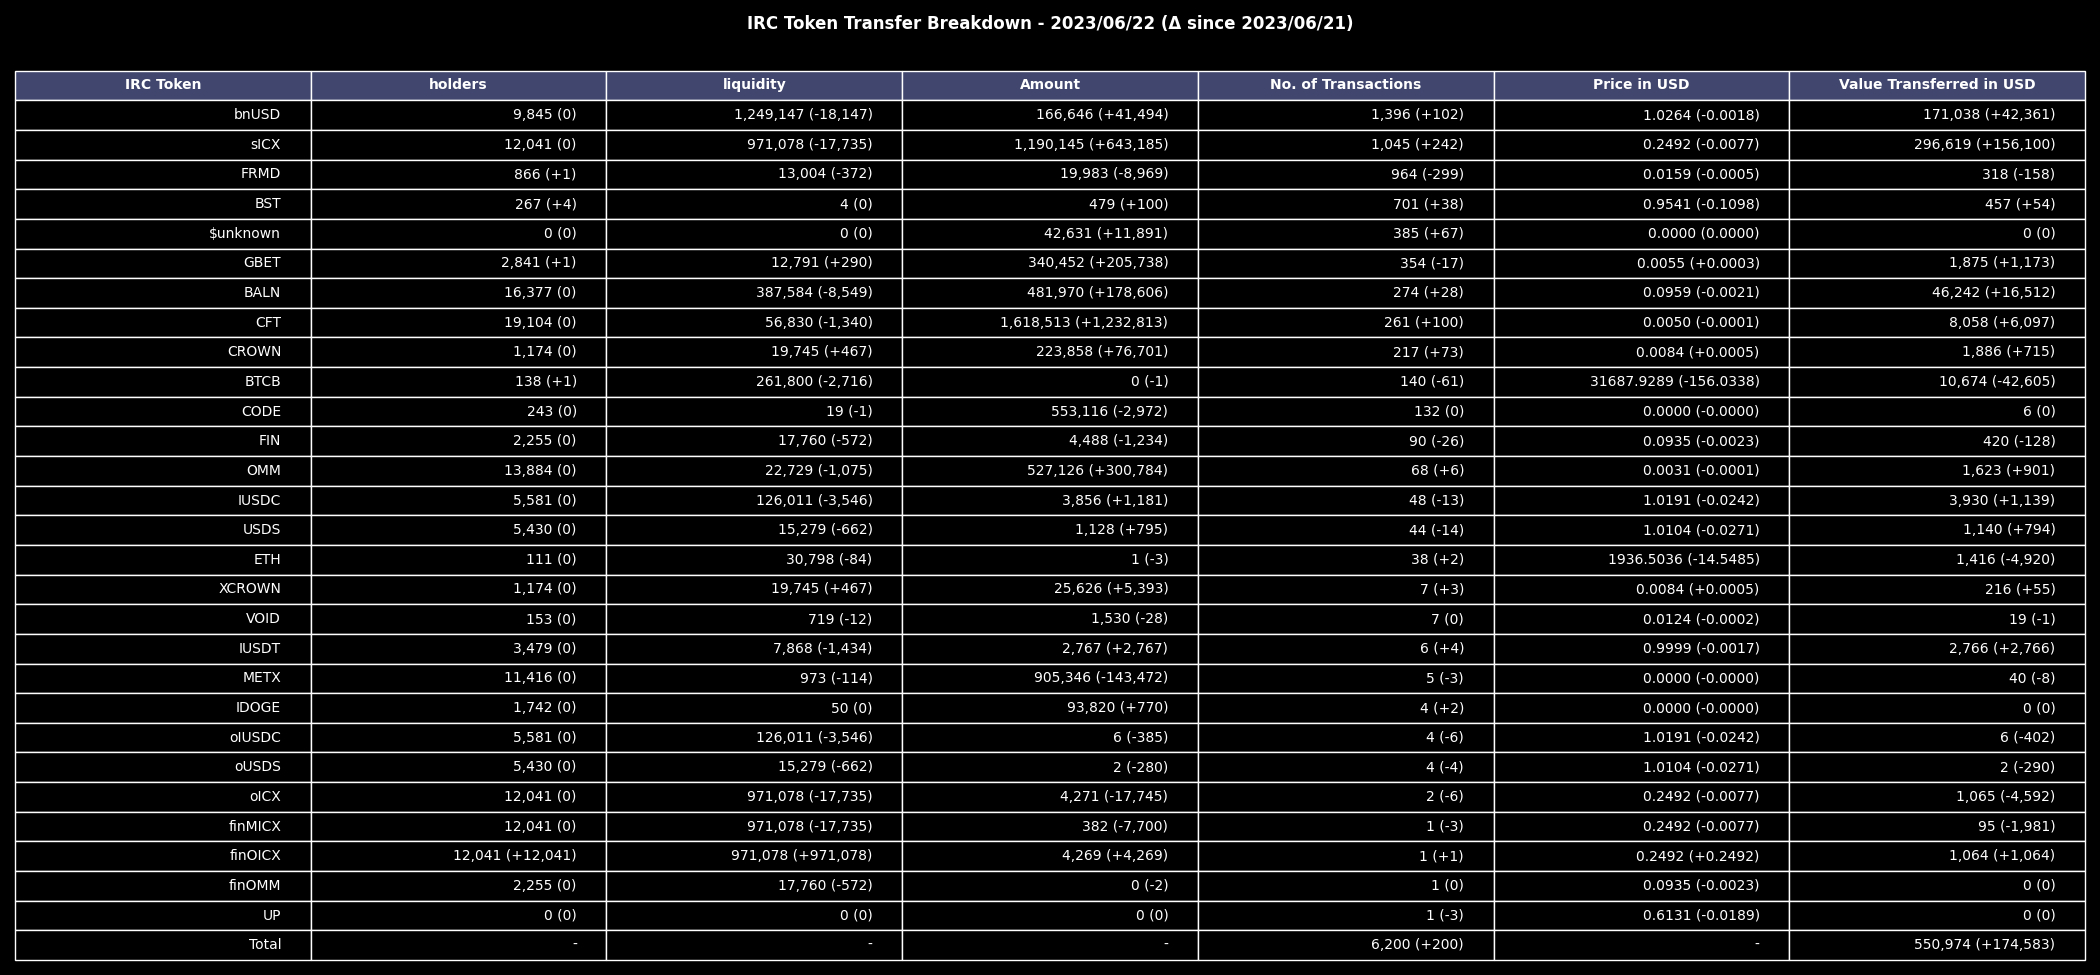 IRC Token Transfer Breakdown - 2023/06/22 (Δ since 2023/06/21)
IRC Token holders liquidity Amount No. of Transactions Price in USD Value Transferred in USD
bnUSD 9,845 (0) 1,249,147 (-18,147) 166,646 (+41,494) 1,396 (+102) 1.0264 (-0.0018) 171,038 (+42,361)
sICX 12,041 (0) 971,078 (-17,735) 1,190,145 (+643,185) 1,045 (+242) 0.2492 (-0.0077) 296,619 (+156,100)
FRMD 866 (+1) 13,004 (-372) 19,983 (-8,969) 964 (-299) 0.0159 (-0.0005) 318 (-158)
BST 267 (+4) 4 (0) 479 (+100) 701 (+38) 0.9541 (-0.1098) 457 (+54)
$unknown 0 (0) 0 (0) 42,631 (+11,891) 385 (+67) 0.0000 (0.0000) 0 (0)
GBET 2,841 (+1) 12,791 (+290) 340,452 (+205,738) 354 (-17) 0.0055 (+0.0003) 1,875 (+1,173)
BALN 16,377 (0) 387,584 (-8,549) 481,970 (+178,606) 274 (+28) 0.0959 (-0.0021) 46,242 (+16,512)
CFT 19,104 (0) 56,830 (-1,340) 1,618,513 (+1,232,813) 261 (+100) 0.0050 (-0.0001) 8,058 (+6,097)
CROWN 1,174 (0) 19,745 (+467) 223,858 (+76,701) 217 (+73) 0.0084 (+0.0005) 1,886 (+715)
BTCB 138 (+1) 261,800 (-2,716) 0 (-1) 140 (-61) 31687.9289 (-156.0338) 10,674 (-42,605)
CODE 243 (0) 19 (-1) 553,116 (-2,972) 132 (0) 0.0000 (-0.0000) 6 (0)
FIN 2,255 (0) 17,760 (-572) 4,488 (-1,234) 90 (-26) 0.0935 (-0.0023) 420 (-128)
OMM 13,884 (0) 22,729 (-1,075) 527,126 (+300,784) 68 (+6) 0.0031 (-0.0001) 1,623 (+901)
IUSDC 5,581 (0) 126,011 (-3,546) 3,856 (+1,181) 48 (-13) 1.0191 (-0.0242) 3,930 (+1,139)
USDS 5,430 (0) 15,279 (-662) 1,128 (+795) 44 (-14) 1.0104 (-0.0271) 1,140 (+794)
ETH 111 (0) 30,798 (-84) 1 (-3) 38 (+2) 1936.5036 (-14.5485) 1,416 (-4,920)
XCROWN 1,174 (0) 19,745 (+467) 25,626 (+5,393) 7 (+3) 0.0084 (+0.0005) 216 (+55)
VOID 153 (0) 719 (-12) 1,530 (-28) 7 (0) 0.0124 (-0.0002) 19 (-1)
IUSDT 3,479 (0) 7,868 (-1,434) 2,767 (+2,767) 6 (+4) 0.9999 (-0.0017) 2,766 (+2,766)
METX 11,416 (0) 973 (-114) 905,346 (-143,472) 5 (-3) 0.0000 (-0.0000) 40 (-8)
IDOGE 1,742 (0) 50 (0) 93,820 (+770) 4 (+2) 0.0000 (-0.0000) 0 (0)
oIUSDC 5,581 (0) 126,011 (-3,546) 6 (-385) 4 (-6) 1.0191 (-0.0242) 6 (-402)
oUSDS 5,430 (0) 15,279 (-662) 2 (-280) 4 (-4) 1.0104 (-0.0271) 2 (-290)
oICX 12,041 (0) 971,078 (-17,735) 4,271 (-17,745) 2 (-6) 0.2492 (-0.0077) 1,065 (-4,592)
finMICX 12,041 (0) 971,078 (-17,735) 382 (-7,700) 1 (-3) 0.2492 (-0.0077) 95 (-1,981)
finOICX 12,041 (+12,041) 971,078 (+971,078) 4,269 (+4,269) 1 (+1) 0.2492 (+0.2492) 1,064 (+1,064)
finOMM 2,255 (0) 17,760 (-572) 0 (-2) 1 (0) 0.0935 (-0.0023) 0 (0)
UP 0 (0) 0 (0) 0 (0) 1 (-3) 0.6131 (-0.0189) 0 (0)
Total - - - 6,200 (+200) - 550,974 (+174,583)